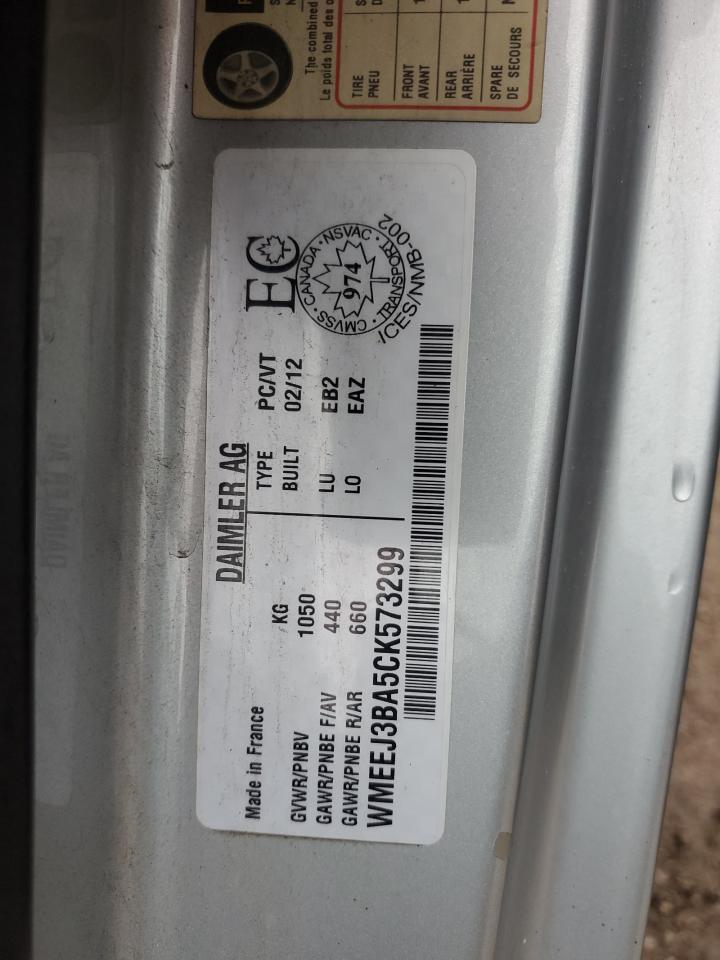 The combined
Le poids total des o
TIRE
PNEU
FRONT
AVANT
REAR
ARRIÈRE
SPARE
DE SECOURS
DAIMLER AG
Made in France
KG
GVWR/PNBV 1050
GAWR/PNBE F/AV 440
GAWR/PNBE R/AR 660
TYPE PC/VT
BUILT 02/12
LU EB2
LO EAZ
EC
CMVSS · CANADA · NSVAC · TRANSPORT ·
974
ICES/NMB-002
WMEEJ3BA5CK573299